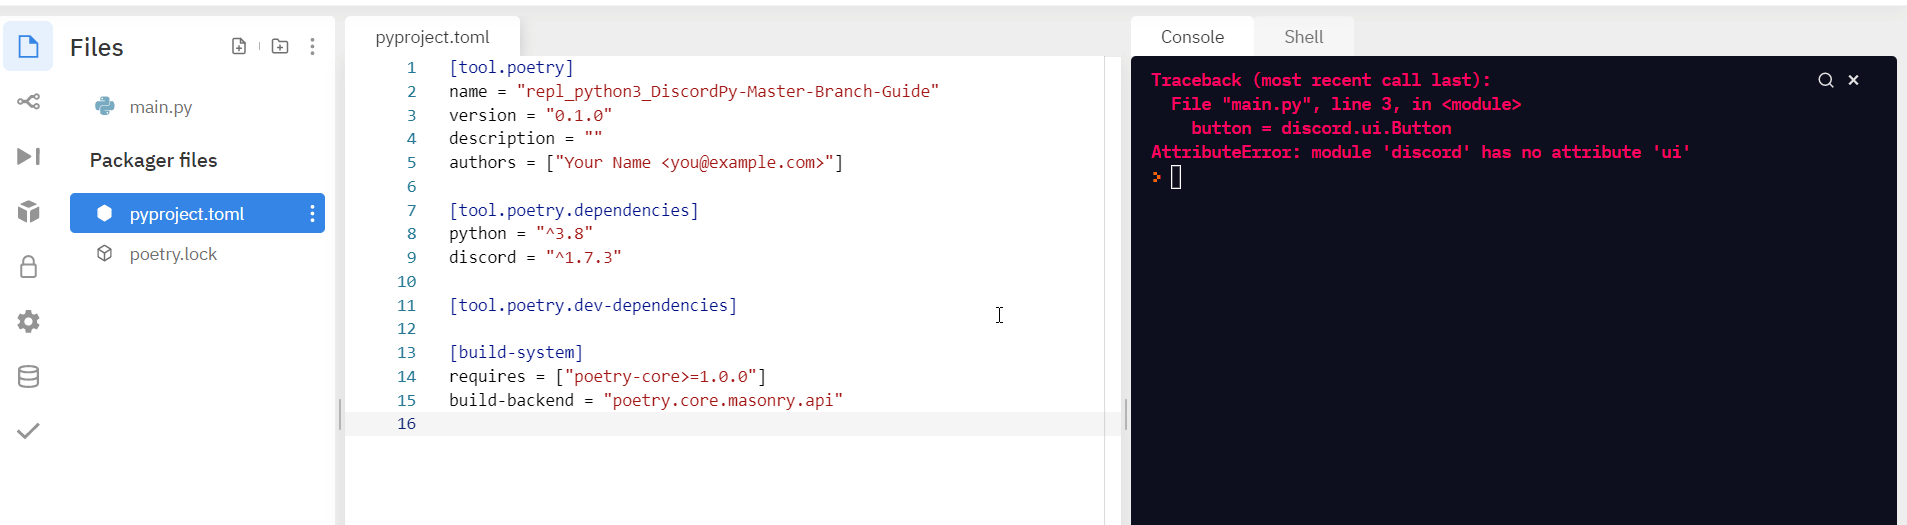 Files
main.py
Packager files
pyproject.toml
poetry.lock
pyproject.toml
1 [tool.poetry]
2 name = "repl_python3_DiscordPy-Master-Branch-Guide"
3 version = "0.1.0"
4 description = ""
5 authors = ["Your Name <you@example.com>"]
6
7 [tool.poetry.dependencies]
8 python = "^3.8"
9 discord = "^1.7.3"
10
11 [tool.poetry.dev-dependencies]
12
13 [build-system]
14 requires = ["poetry-core>=1.0.0"]
15 build-backend = "poetry.core.masonry.api"
16
Console Shell
Traceback (most recent call last):
  File "main.py", line 3, in <module>
    button = discord.ui.Button
AttributeError: module 'discord' has no attribute 'ui'